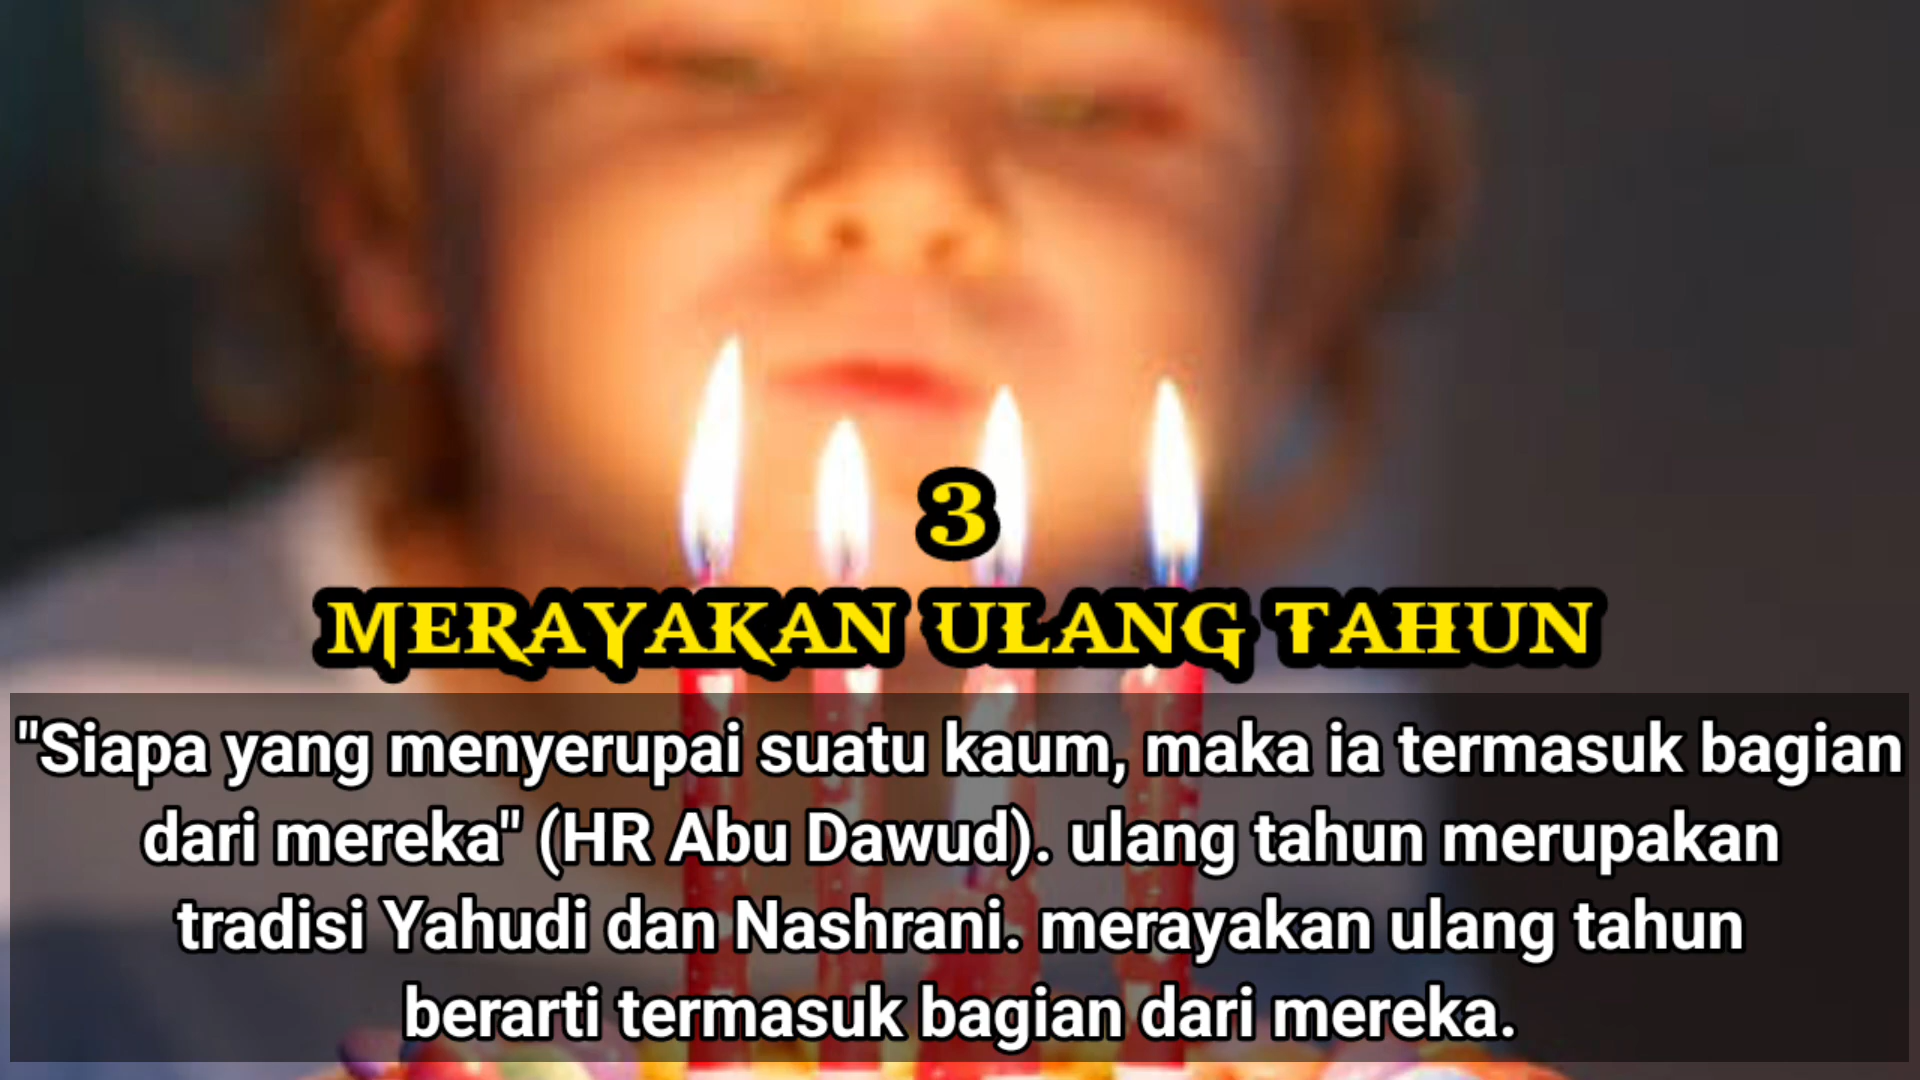 3
MERAYAKAN ULANG TAHUN
"Siapa yang menyerupai suatu kaum, maka ia termasuk bagian
dari mereka" (HR Abu Dawud). ulang tahun merupakan
tradisi Yahudi dan Nashrani. merayakan ulang tahun
berarti termasuk bagian dari mereka.